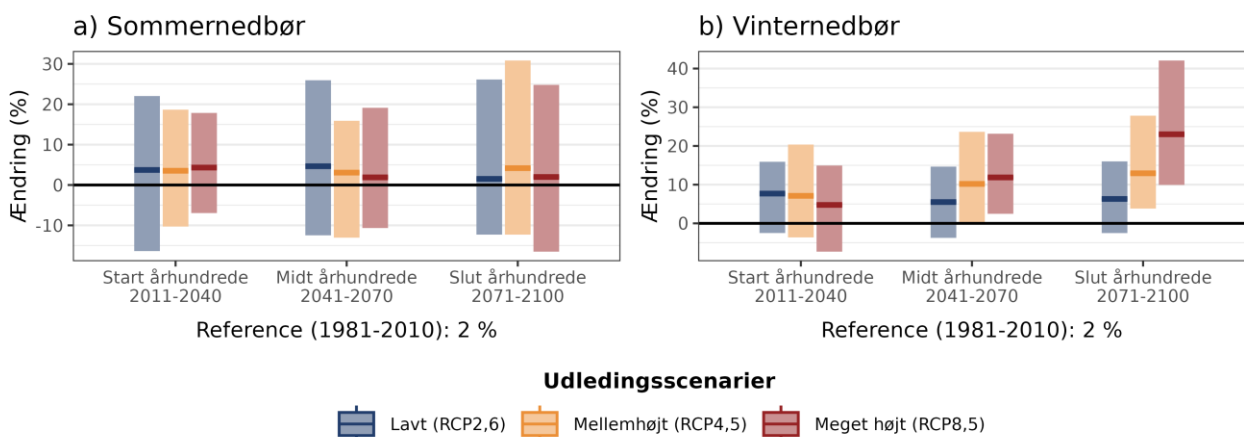 a) Sommernedbør
Ændring (%)
30
20
10
0
-10
Start århundrede
2011-2040
Midt århundrede
2041-2070
Slut århundrede
2071-2100
Reference (1981-2010): 2 %
b) Vinternedbør
Ændring (%)
40
30
20
10
0
Start århundrede
2011-2040
Midt århundrede
2041-2070
Slut århundrede
2071-2100
Reference (1981-2010): 2 %
Udledingsscenarier
Lavt (RCP2,6)
Mellemhøjt (RCP4,5)
Meget højt (RCP8,5)